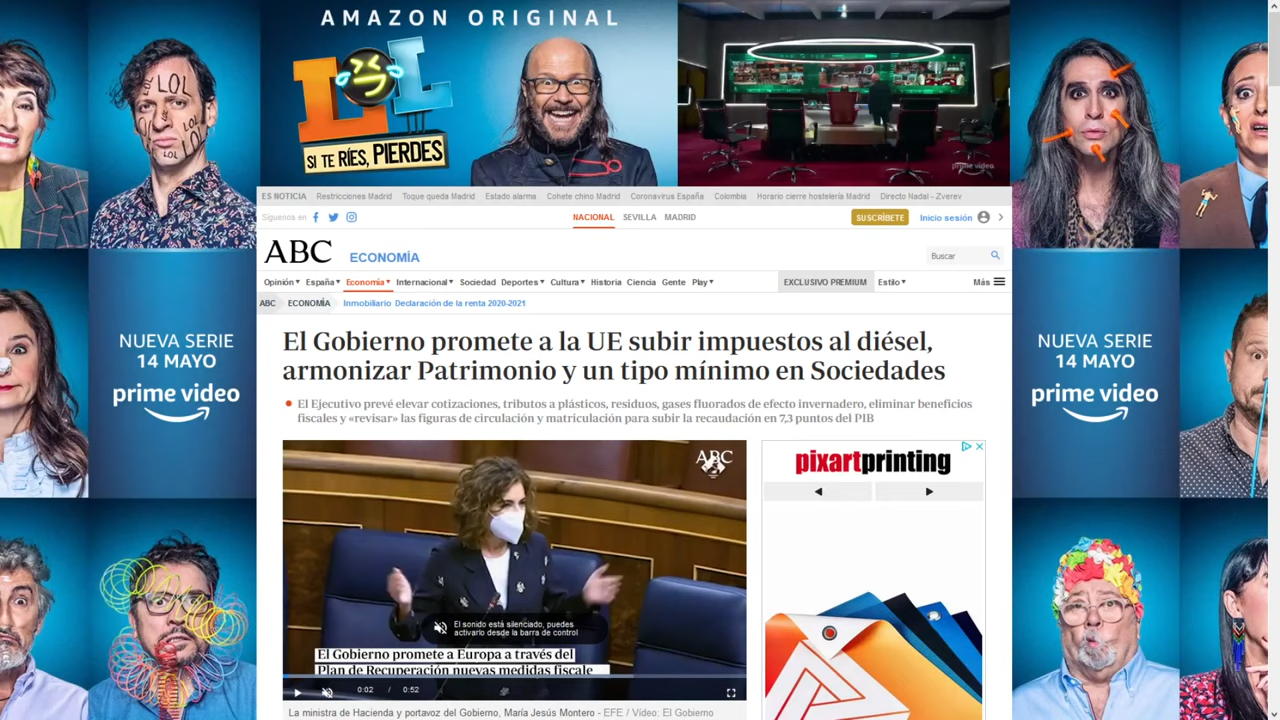 AMAZON ORIGINAL
LOL
SI TE RÍES, PIERDES
prime video
LOL
LOL
LOL
LOL
NUEVA SERIE
14 MAYO
prime video
NUEVA SERIE
14 MAYO
prime video
ES NOTICIA Restricciones Madrid Toque queda Madrid Estado alarma Cohete chino Madrid Coronavirus España Colombia Horario cierre hostelería Madrid Directo Nadal - Zverev
Síguenos en NACIONAL SEVILLA MADRID SUSCRÍBETE Inicio sesión
ABC ECONOMÍA Buscar
Opinión España Economía Internacional Sociedad Deportes Cultura Historia Ciencia Gente Play EXCLUSIVO PREMIUM Estilo Más
ABC ECONOMÍA Inmobiliario Declaración de la renta 2020-2021
El Gobierno promete a la UE subir impuestos al diésel,
armonizar Patrimonio y un tipo mínimo en Sociedades
El Ejecutivo prevé elevar cotizaciones, tributos a plásticos, residuos, gases fluorados de efecto invernadero, eliminar beneficios
fiscales y «revisar» las figuras de circulación y matriculación para subir la recaudación en 7,3 puntos del PIB
ABC
El sonido está silenciado, puedes
activarlo desde la barra de control
El Gobierno promete a Europa a través del
Plan de Recuperación nuevas medidas fiscale
0:02 / 0:52
La ministra de Hacienda y portavoz del Gobierno, María Jesús Montero - EFE / Vídeo: El Gobierno
pixartprinting